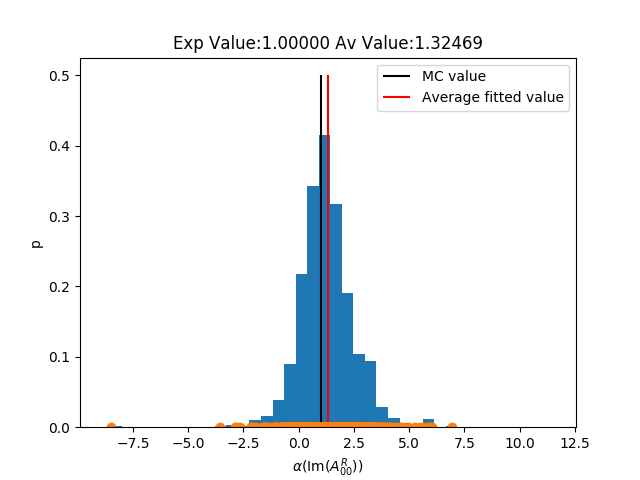 Exp Value:1.00000 Av Value:1.32469
MC value
Average fitted value
0.5
0.4
0.3
0.2
0.1
0.0
p
−7.5 −5.0 −2.5 0.0 2.5 5.0 7.5 10.0 12.5
α(Im(A^R_00))